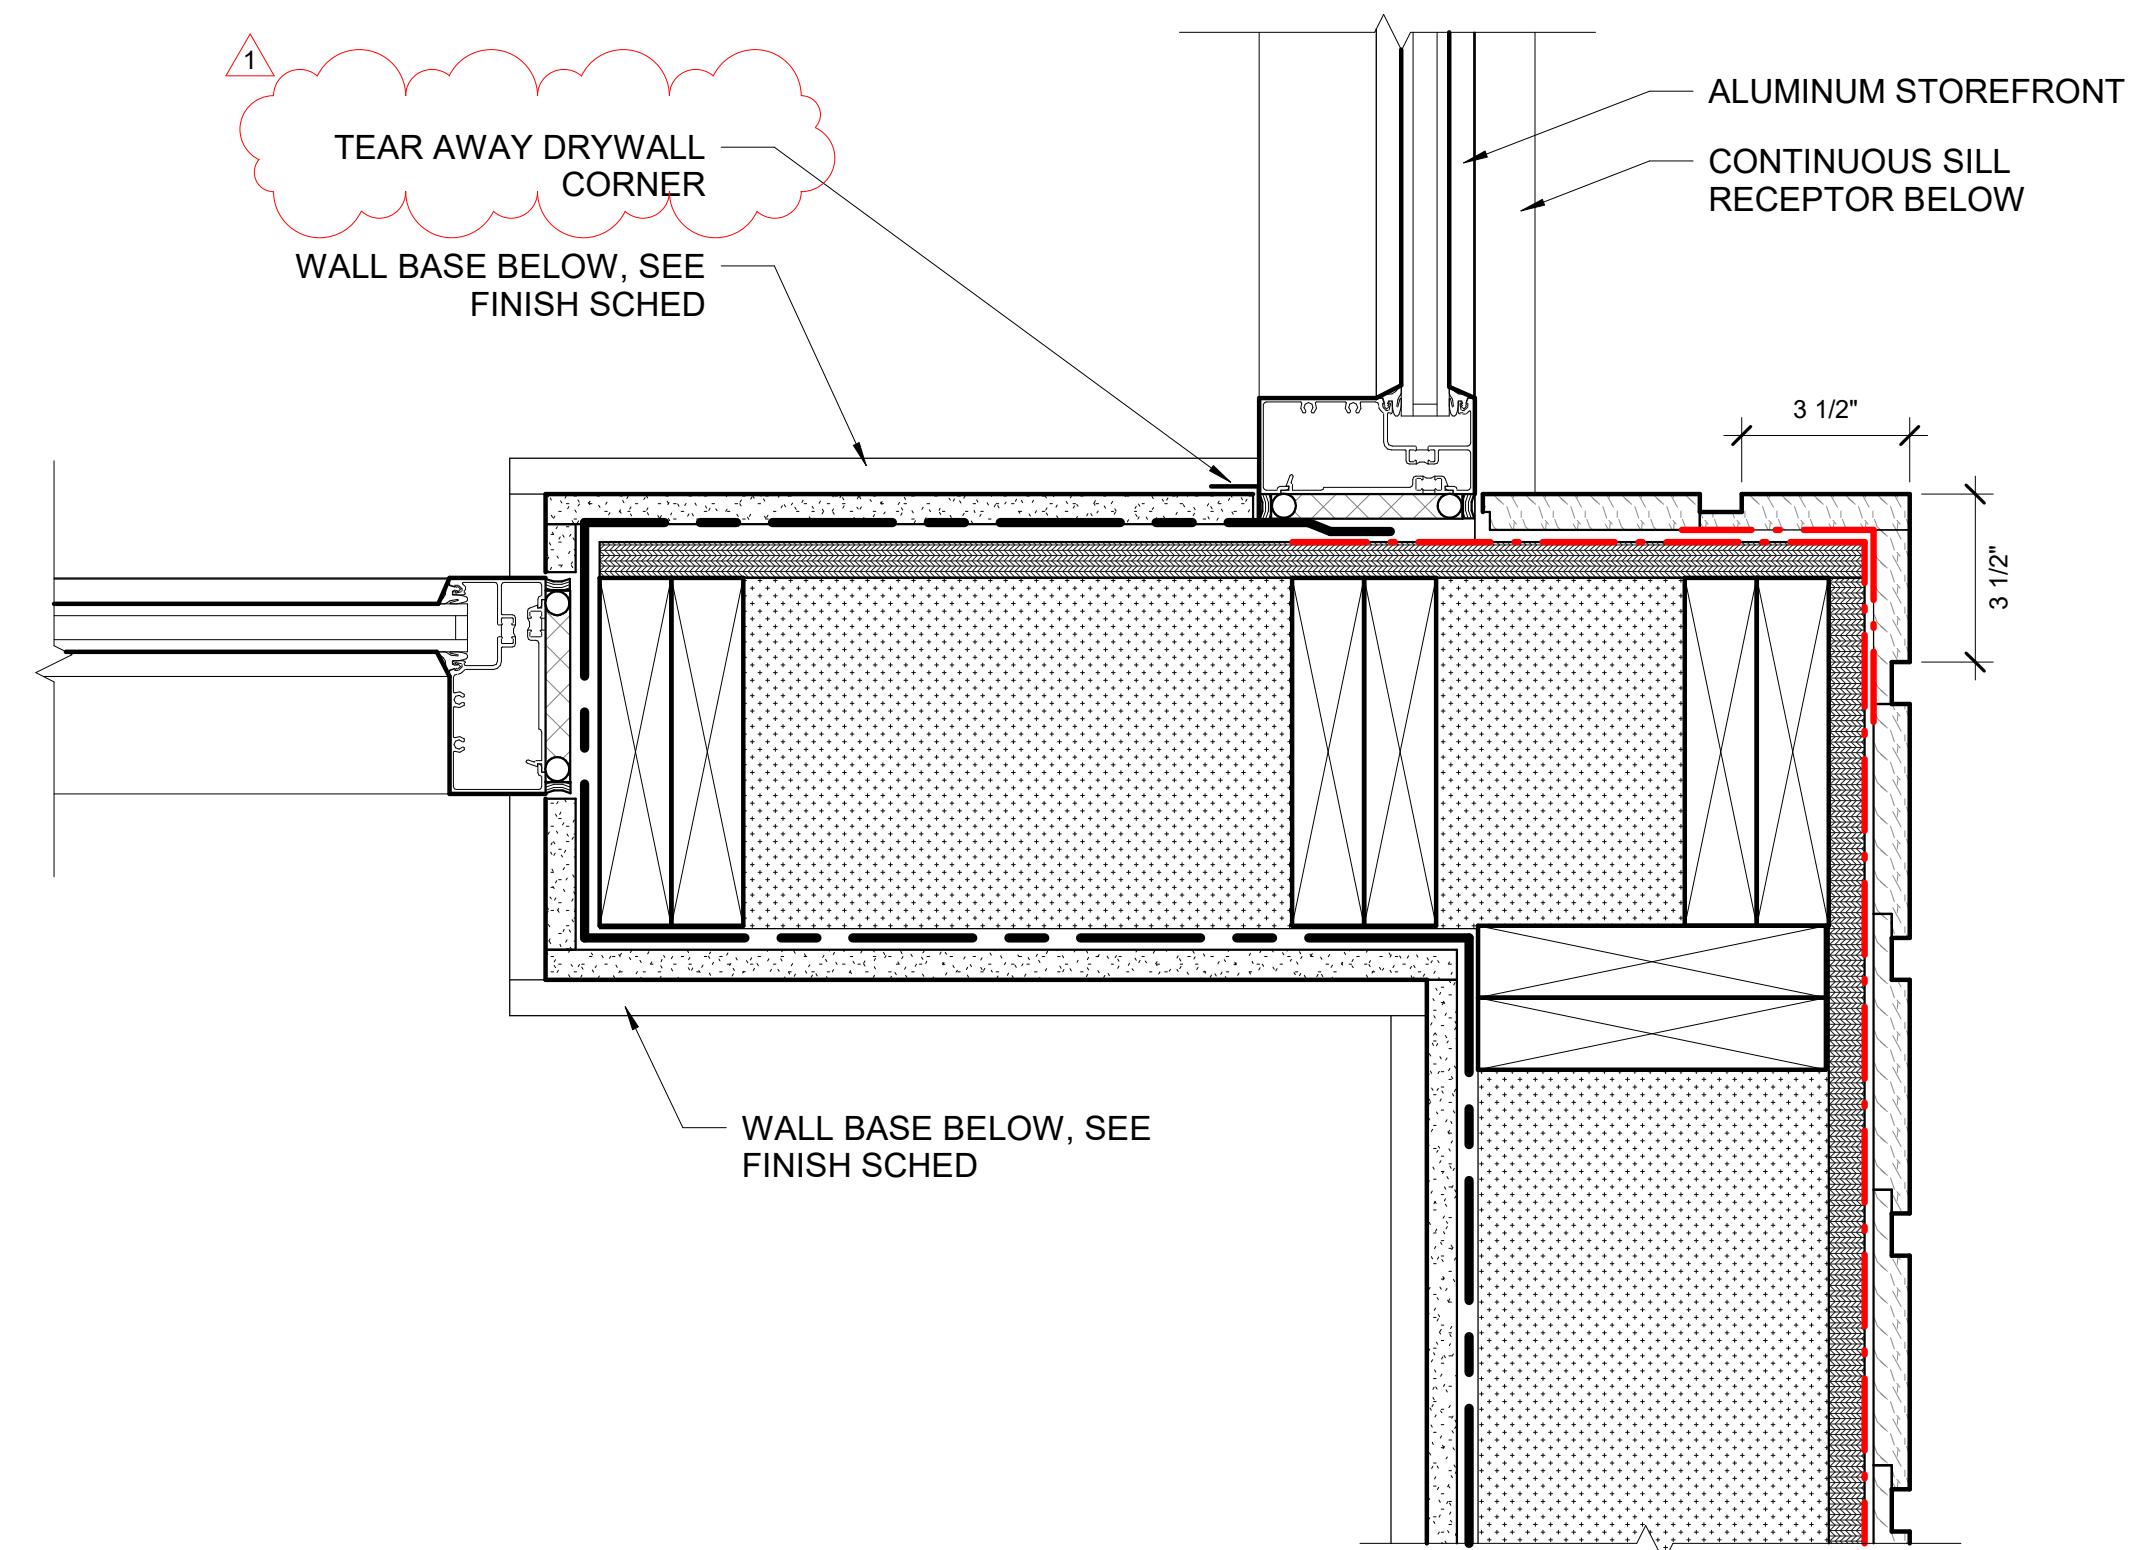 1
TEAR AWAY DRYWALL
CORNER
WALL BASE BELOW, SEE
FINISH SCHED
ALUMINUM STOREFRONT
CONTINUOUS SILL
RECEPTOR BELOW
3 1/2"
3 1/2"
WALL BASE BELOW, SEE
FINISH SCHED